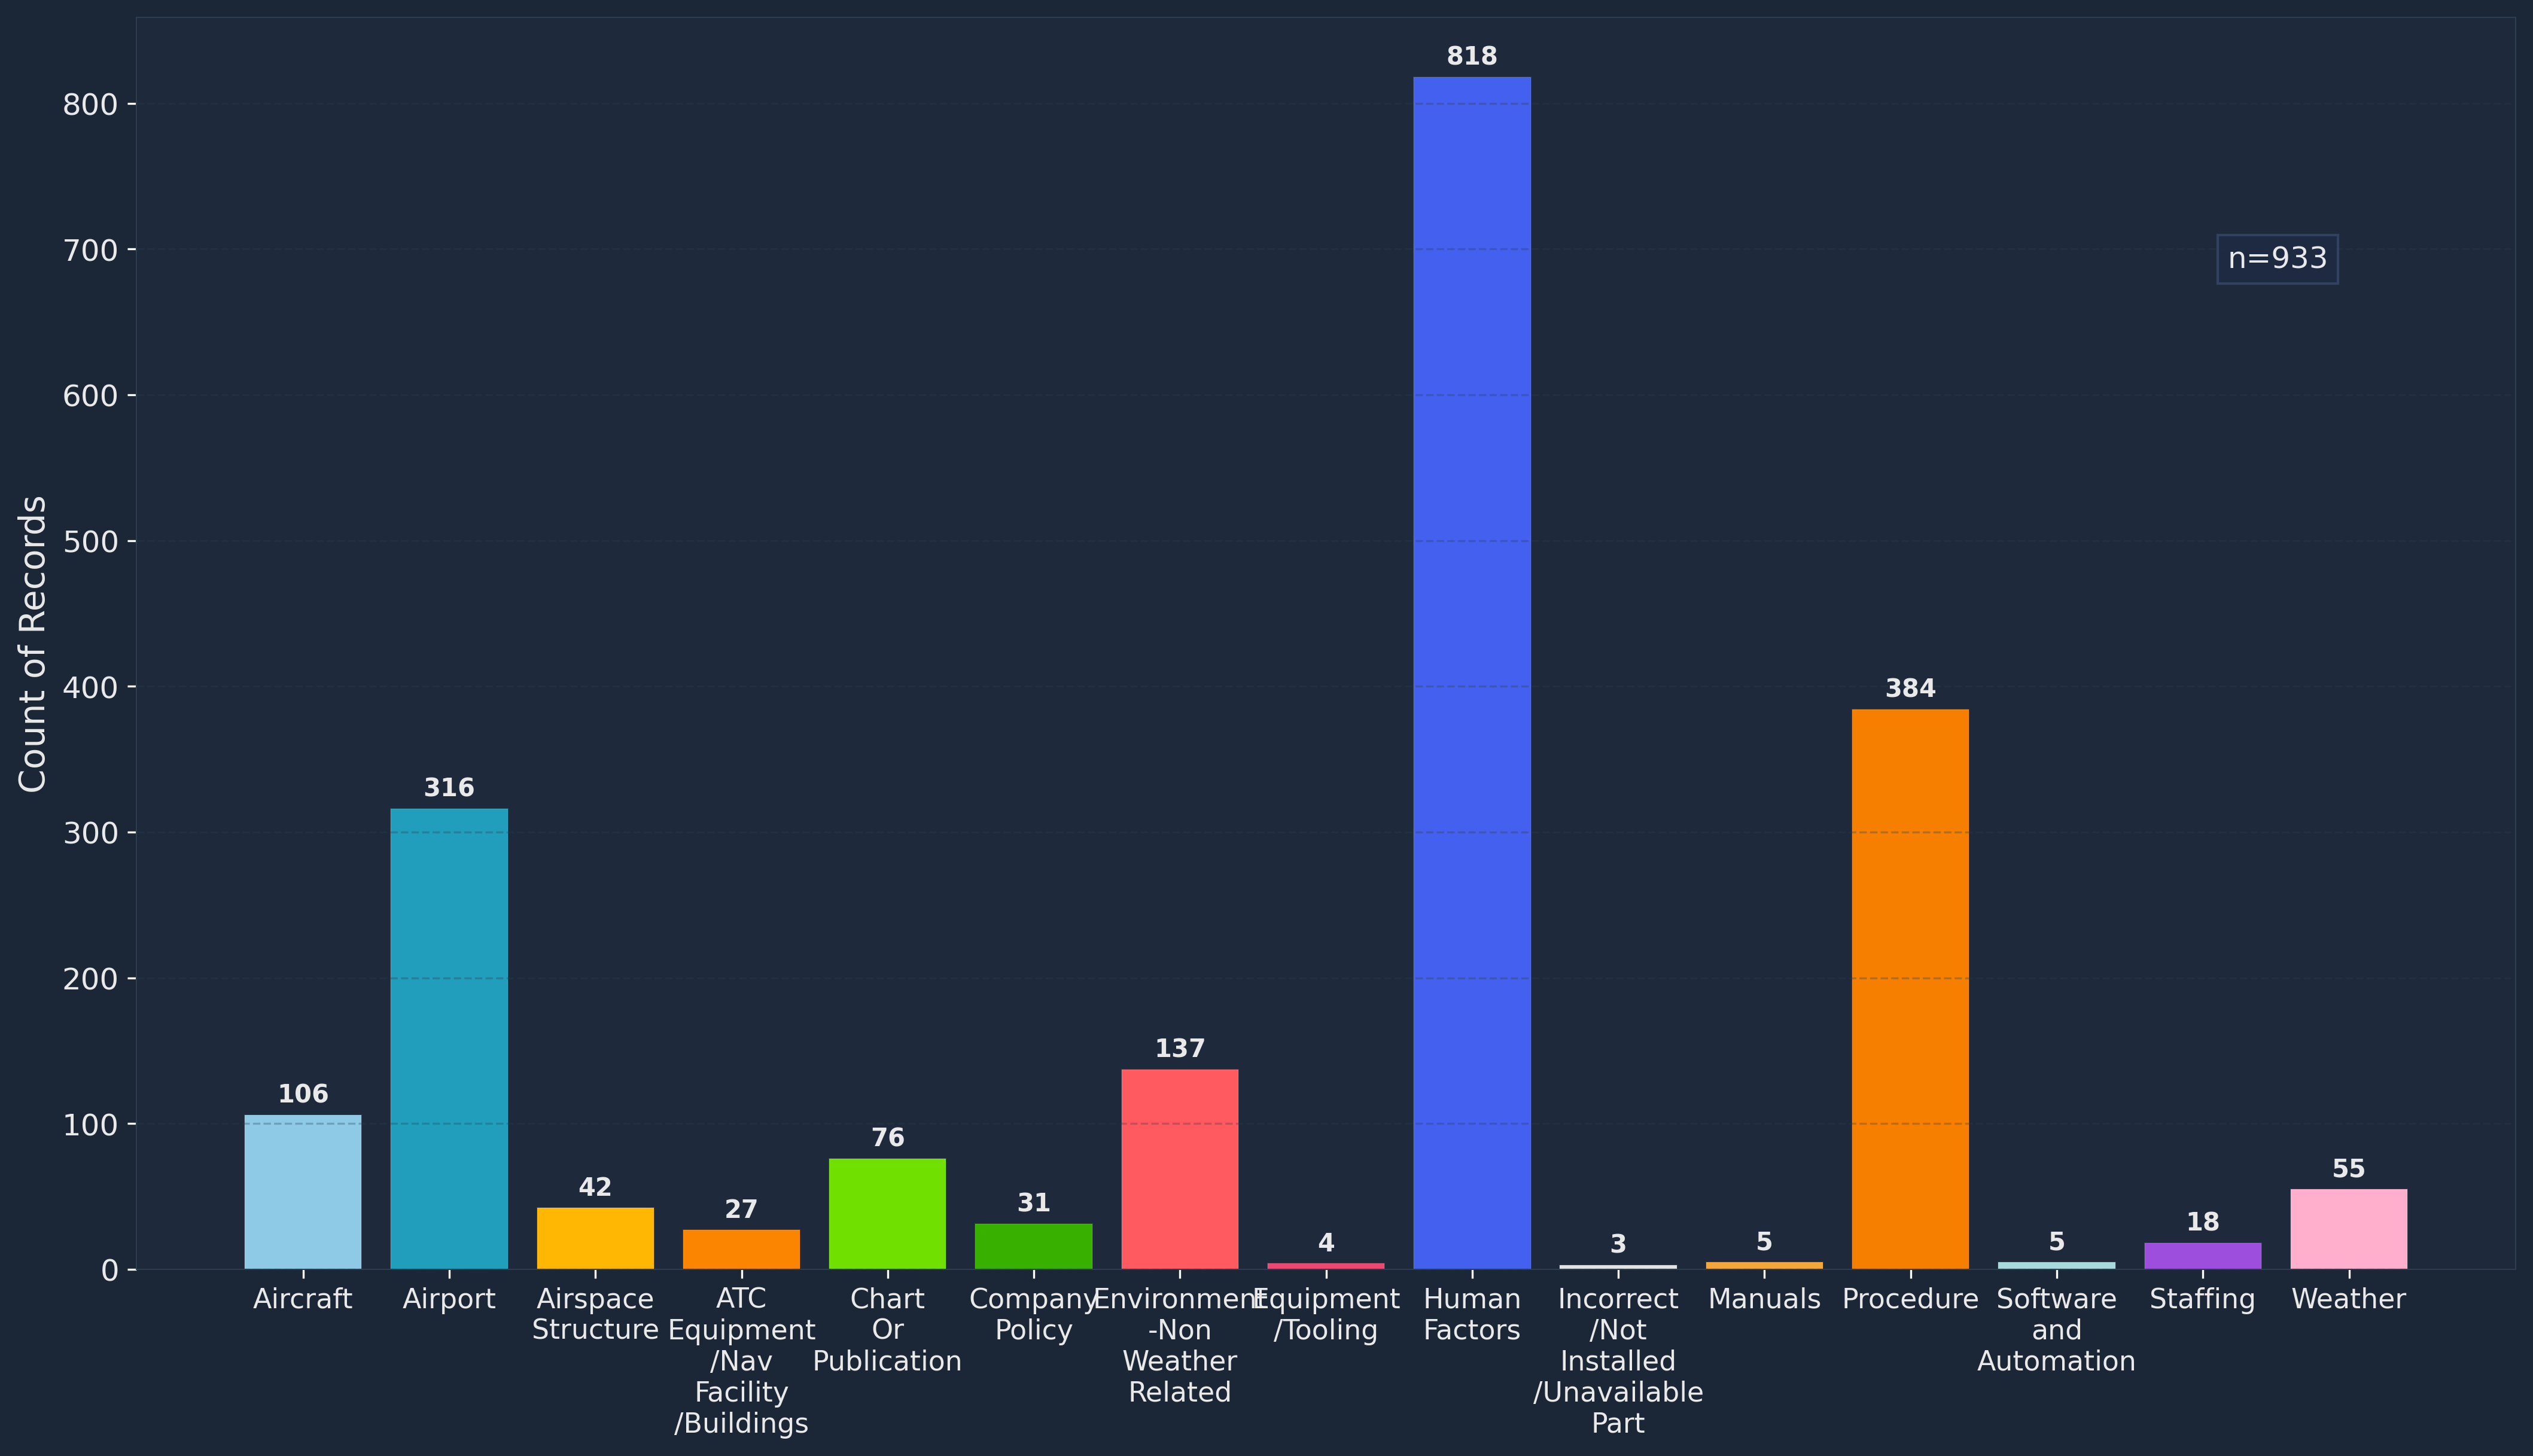 Count of Records
800
700
600
500
400
300
200
100
0
106
316
42
27
76
31
137
4
818
3
5
384
5
18
55
n=933
Aircraft
Airport
Airspace
Structure
ATC
Equipment
/Nav
Facility
/Buildings
Chart
Or
Publication
Company
Policy
Environment
-Non
Weather
Related
Equipment
/Tooling
Human
Factors
Incorrect
/Not
Installed
/Unavailable
Part
Manuals
Procedure
Software
and
Automation
Staffing
Weather